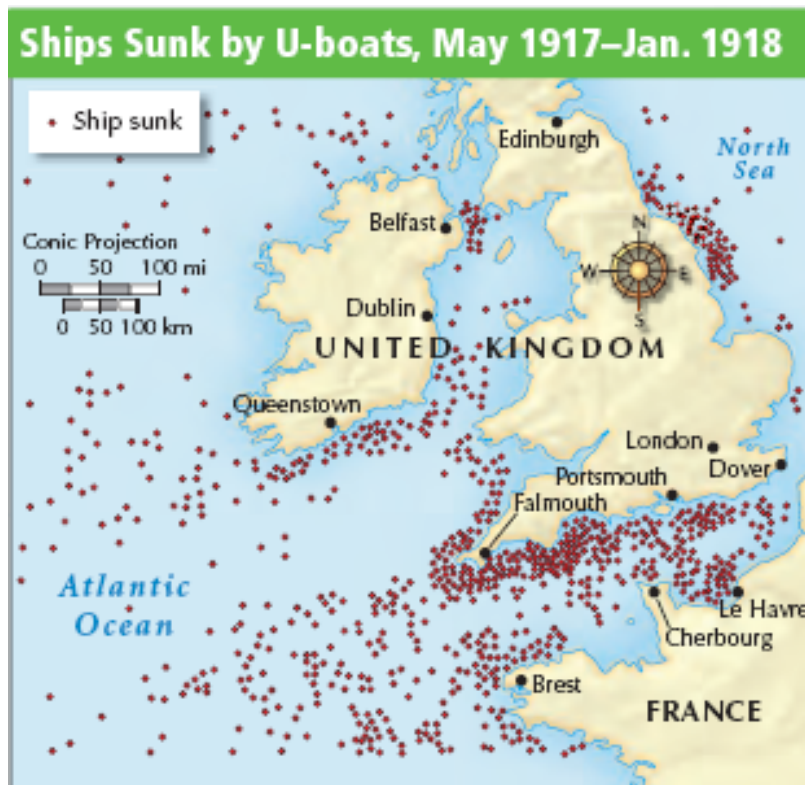 Ships Sunk by U-boats, May 1917–Jan. 1918
Ship sunk
Edinburgh
North
Sea
Belfast
Conic Projection
0 50 100 mi
0 50 100 km
N
W E
S
Dublin
UNITED KINGDOM
Queenstown
London
Dover
Portsmouth
Falmouth
Atlantic
Ocean
Le Havre
Cherbourg
Brest
FRANCE